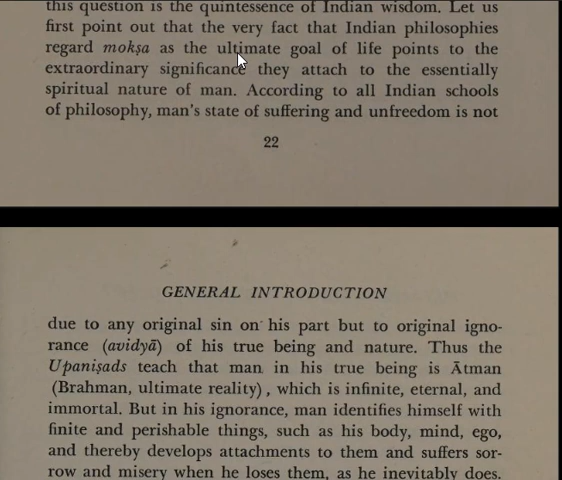 this question is the quintessence of Indian wisdom. Let us
first point out that the very fact that Indian philosophies
regard mokṣa as the ultimate goal of life points to the
extraordinary significance they attach to the essentially
spiritual nature of man. According to all Indian schools
of philosophy, man's state of suffering and unfreedom is not
22
GENERAL INTRODUCTION
due to any original sin on his part but to original igno-
rance (avidyā) of his true being and nature. Thus the
Upaniṣads teach that man in his true being is Ātman
(Brahman, ultimate reality), which is infinite, eternal, and
immortal. But in his ignorance, man identifies himself with
finite and perishable things, such as his body, mind, ego,
and thereby develops attachments to them and suffers sor-
row and misery when he loses them, as he inevitably does.